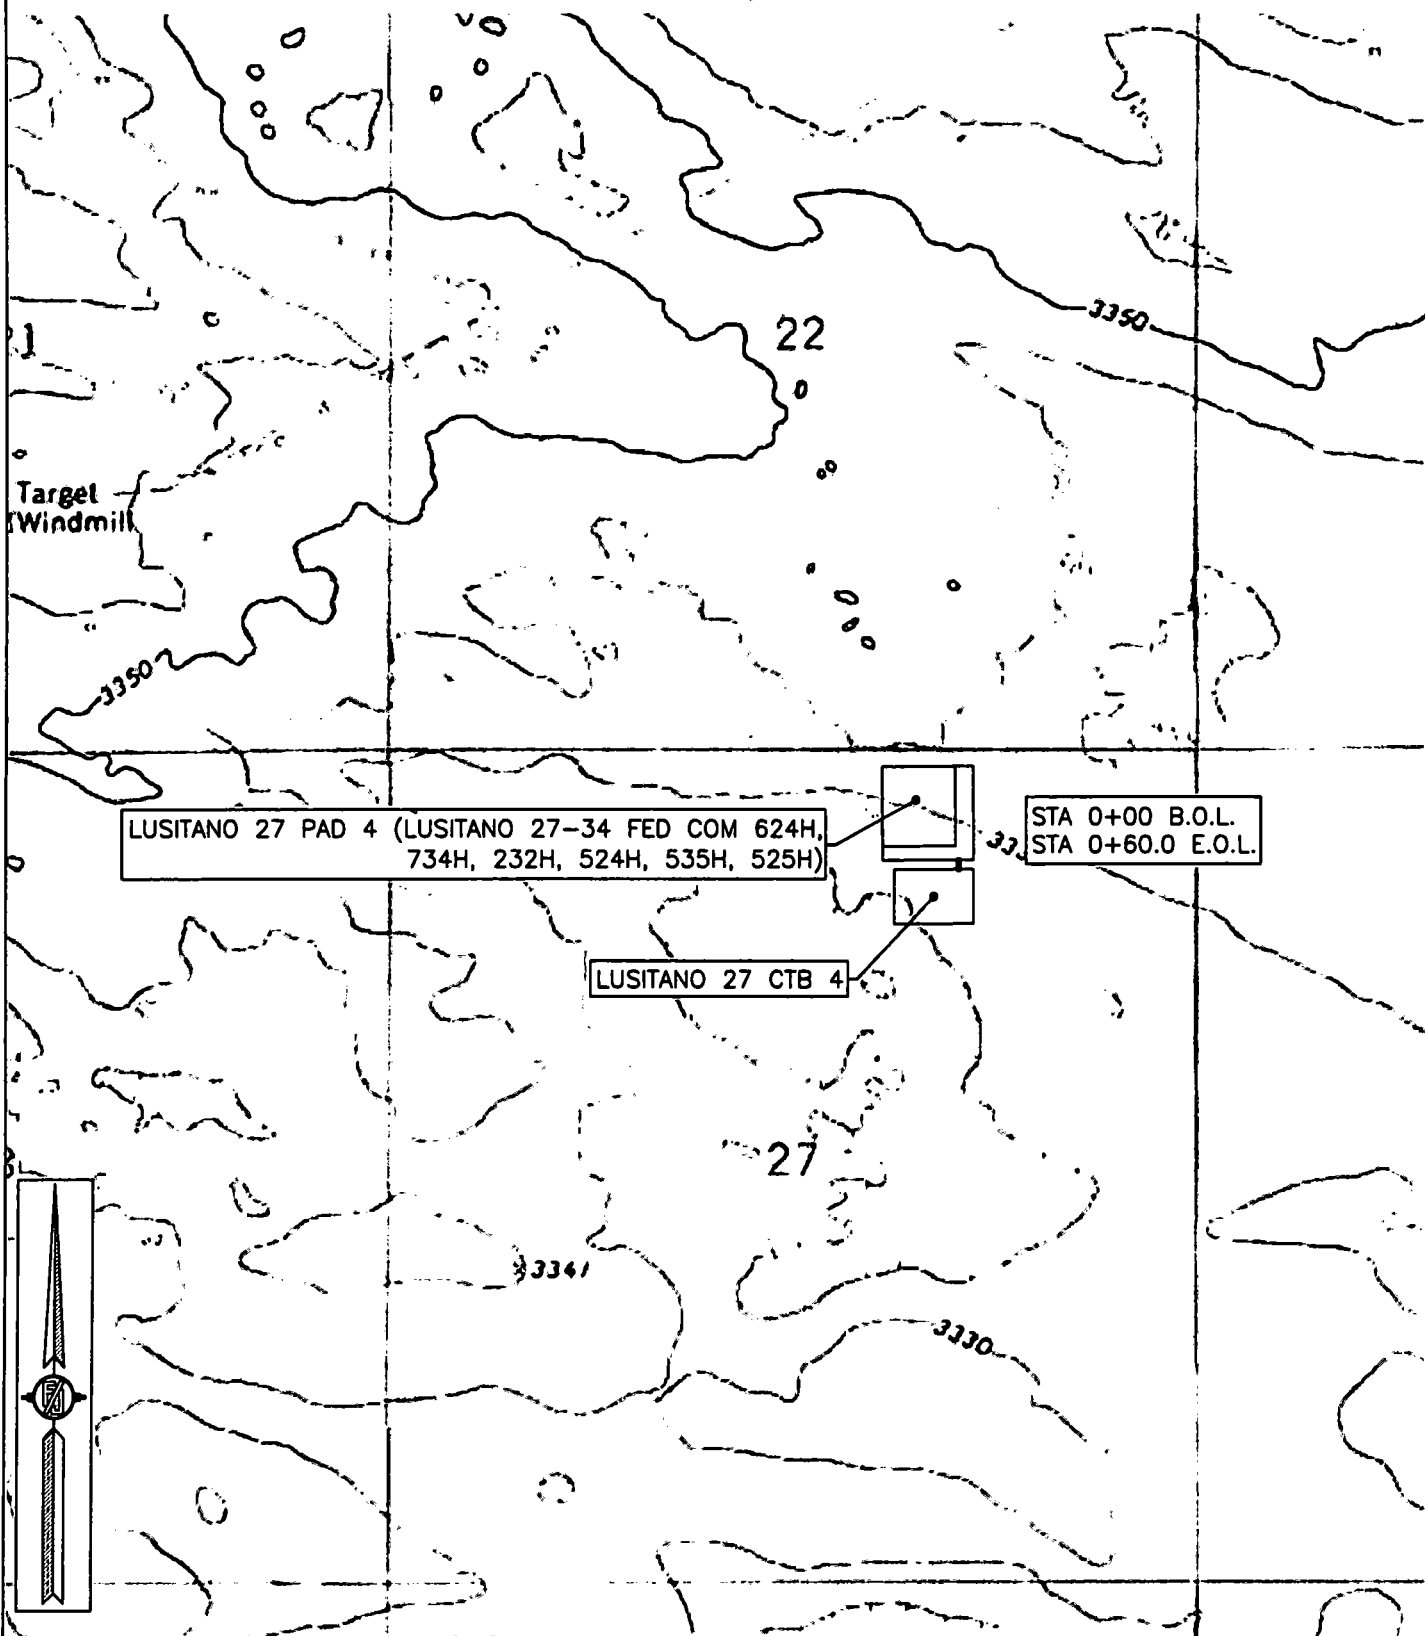 3350
22
Target
Windmill
3350
LUSITANO 27 PAD 4 (LUSITANO 27-34 FED COM 624H,
734H, 232H, 524H, 535H, 525H)
STA 0+00 B.O.L.
STA 0+60.0 E.O.L.
LUSITANO 27 CTB 4
27
3341
3330